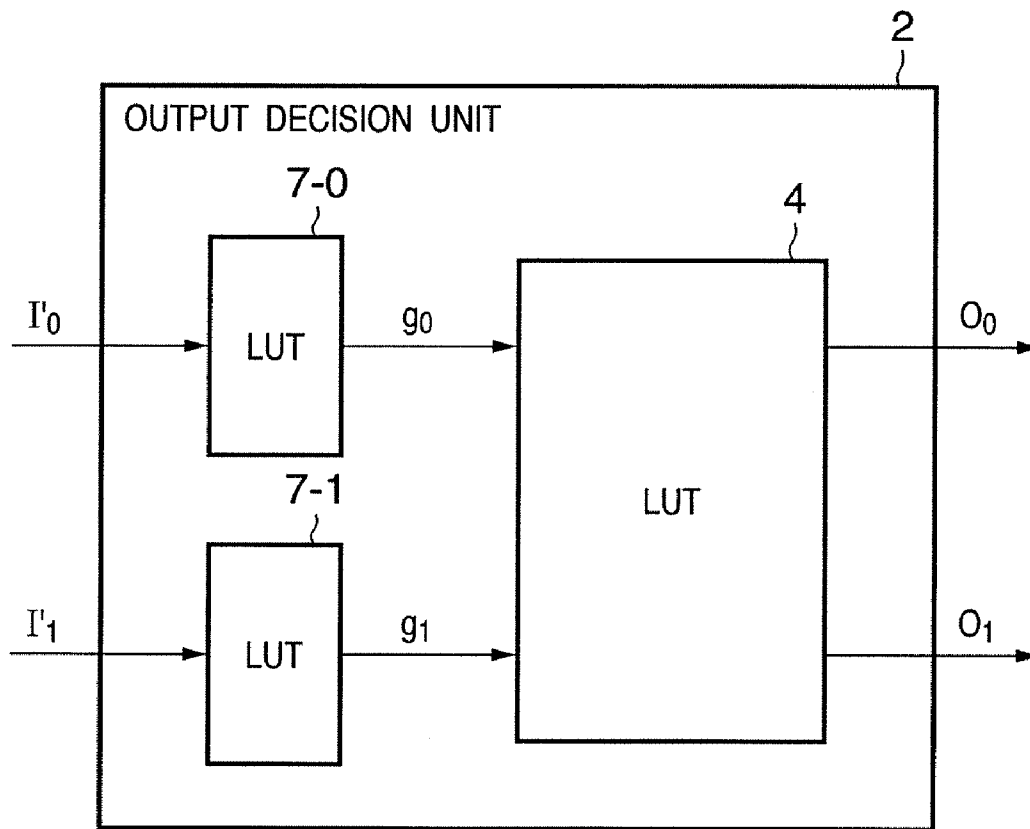 2
OUTPUT DECISION UNIT
7-0
4
I'₀
LUT
g₀
O₀
7-1
LUT
I'₁
LUT
g₁
O₁